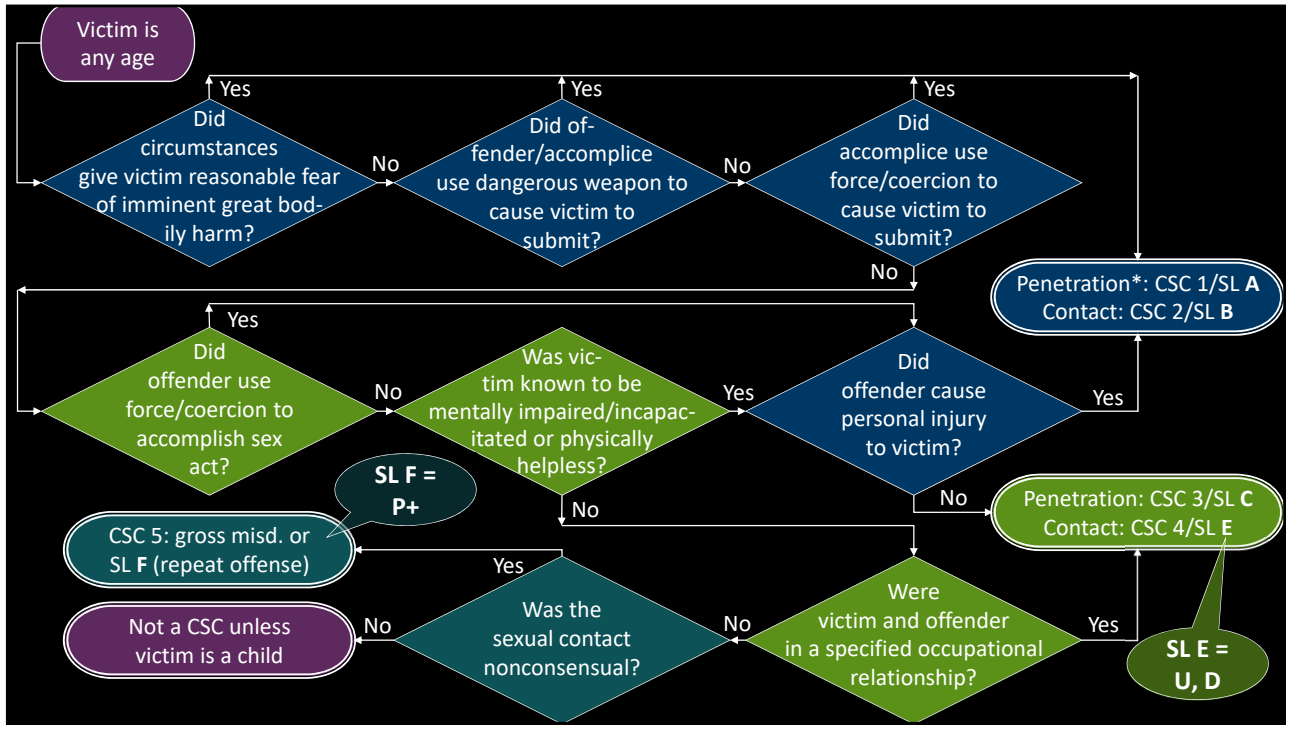 Victim is
any age
Yes
Yes
Yes
Did
circumstances
give victim reasonable fear
of imminent great bod-
ily harm?
No
Did of-
fender/accomplice
use dangerous weapon to
cause victim to
submit?
No
Did
accomplice use
force/coercion to
cause victim to
submit?
No
Penetration*: CSC 1/SL A
Contact: CSC 2/SL B
Yes
Did
offender use
force/coercion to
accomplish sex
act?
No
Was vic-
tim known to be
mentally impaired/incapac-
itated or physically
helpless?
Yes
Did
offender cause
personal injury
to victim?
Yes
No
No
Penetration: CSC 3/SL C
Contact: CSC 4/SL E
SL F =
P+
CSC 5: gross misd. or
SL F (repeat offense)
Yes
Was the
sexual contact
nonconsensual?
No
Not a CSC unless
victim is a child
No
Were
victim and offender
in a specified occupational
relationship?
Yes
SL E =
U, D